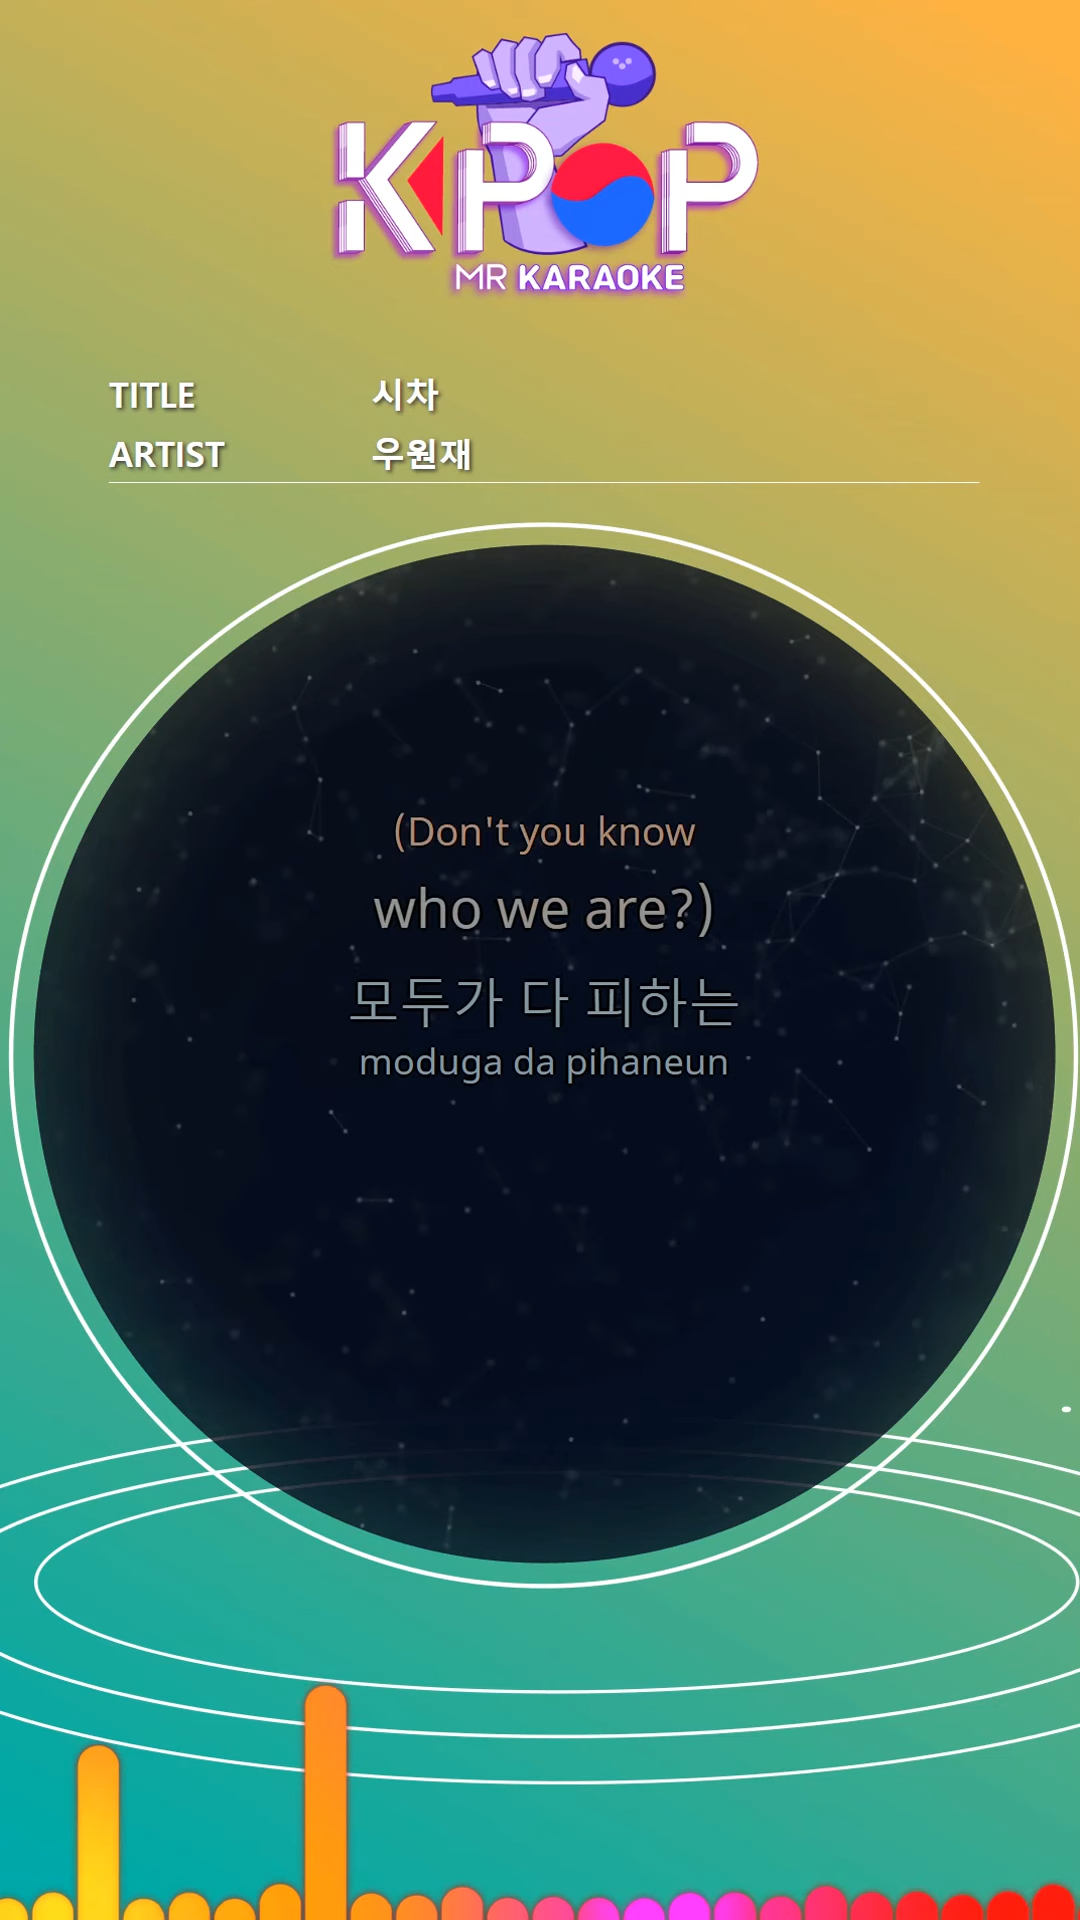 KPOP
MR KARAOKE
TITLE 시차
ARTIST 우원재
(Don't you know
who we are?)
모두가 다 피하는
moduga da pihaneun